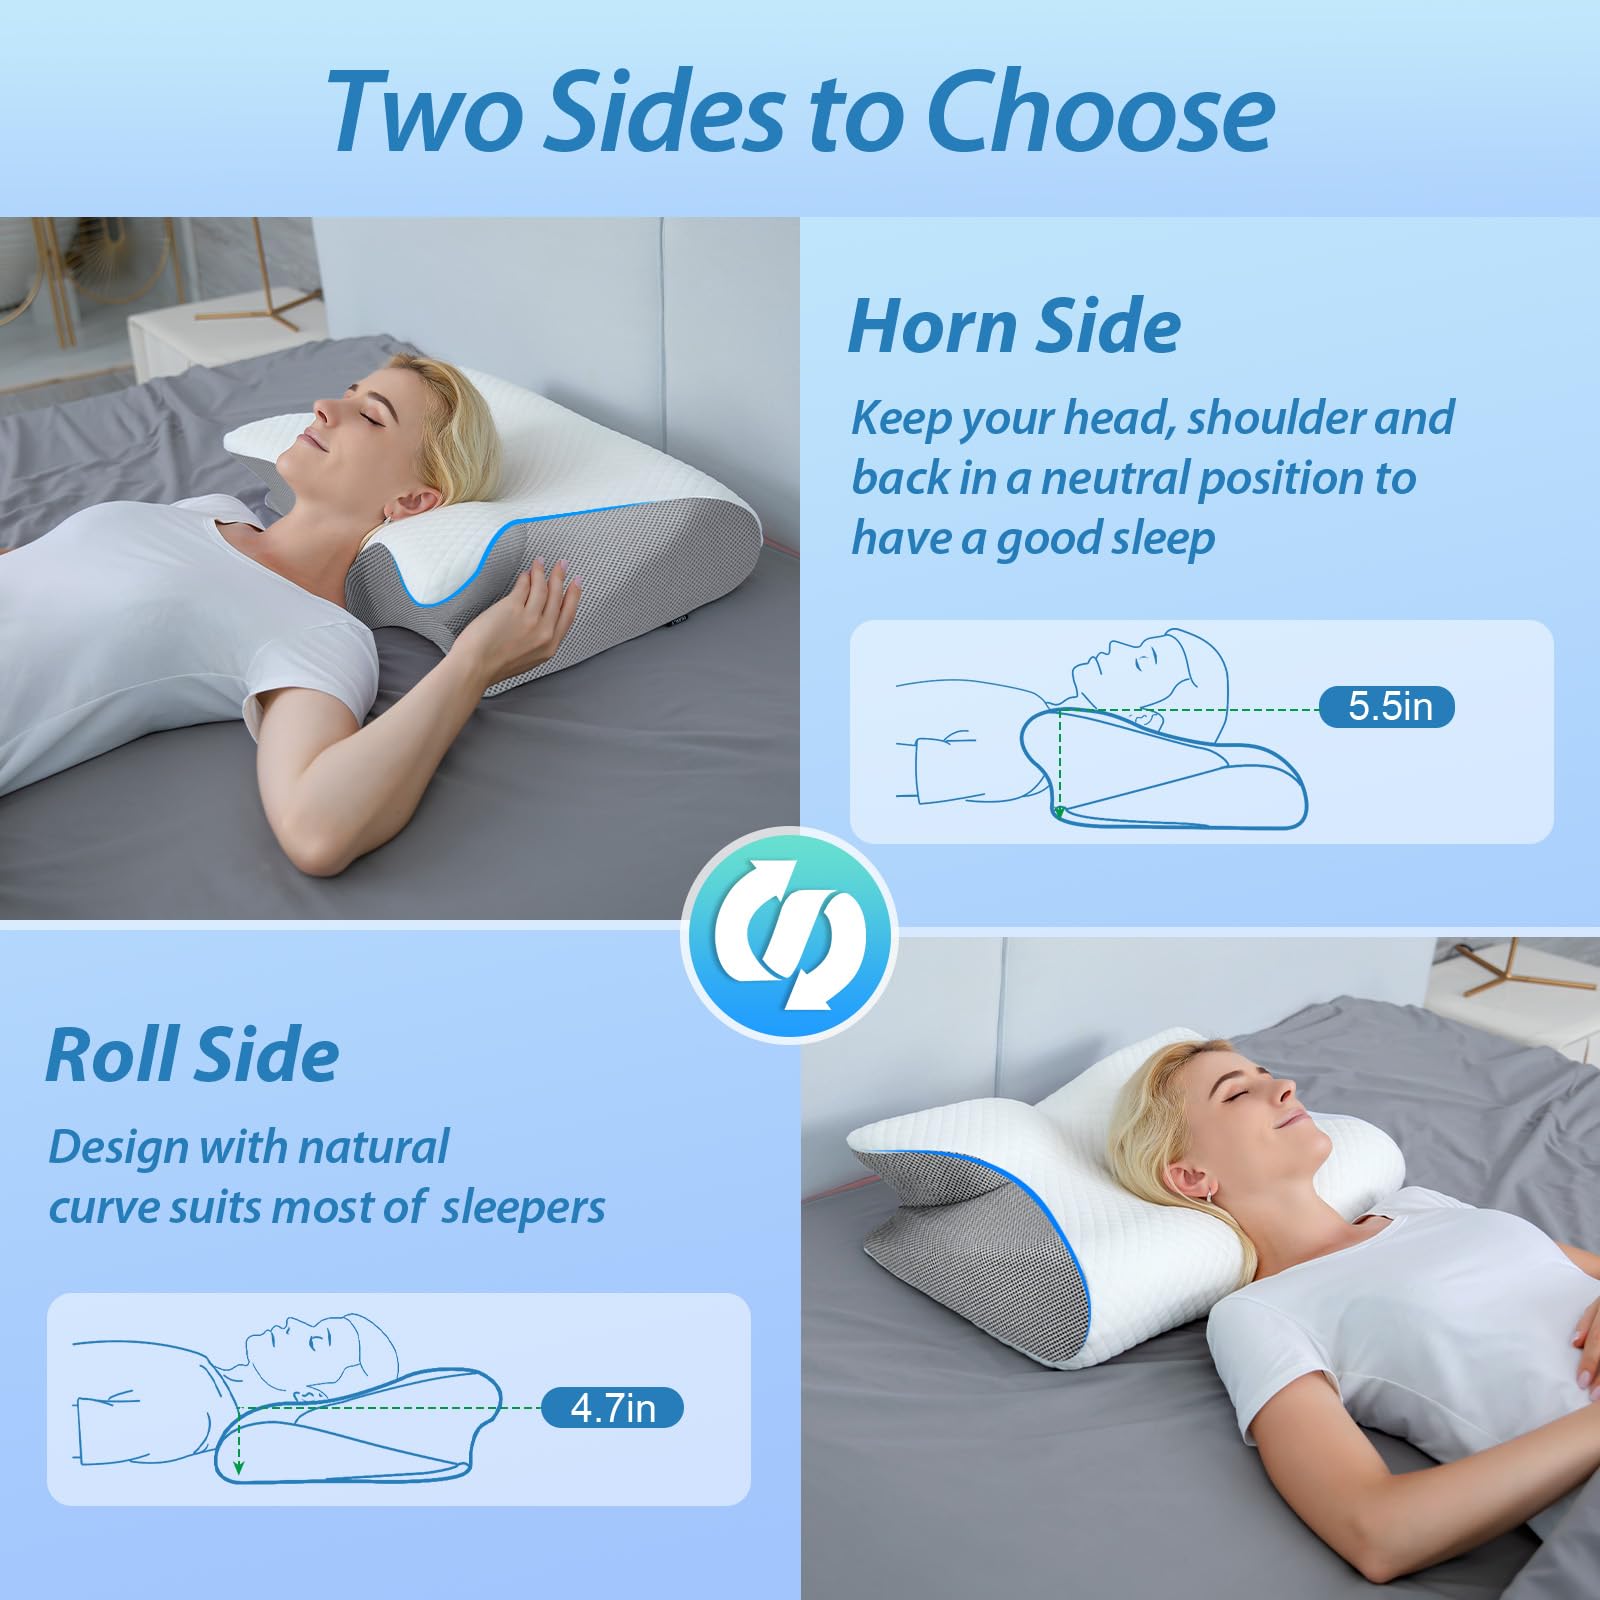 Two Sides to Choose
Horn Side
Keep your head, shoulder and
back in a neutral position to
have a good sleep
5.5in
Roll Side
Design with natural
curve suits most of sleepers
4.7in